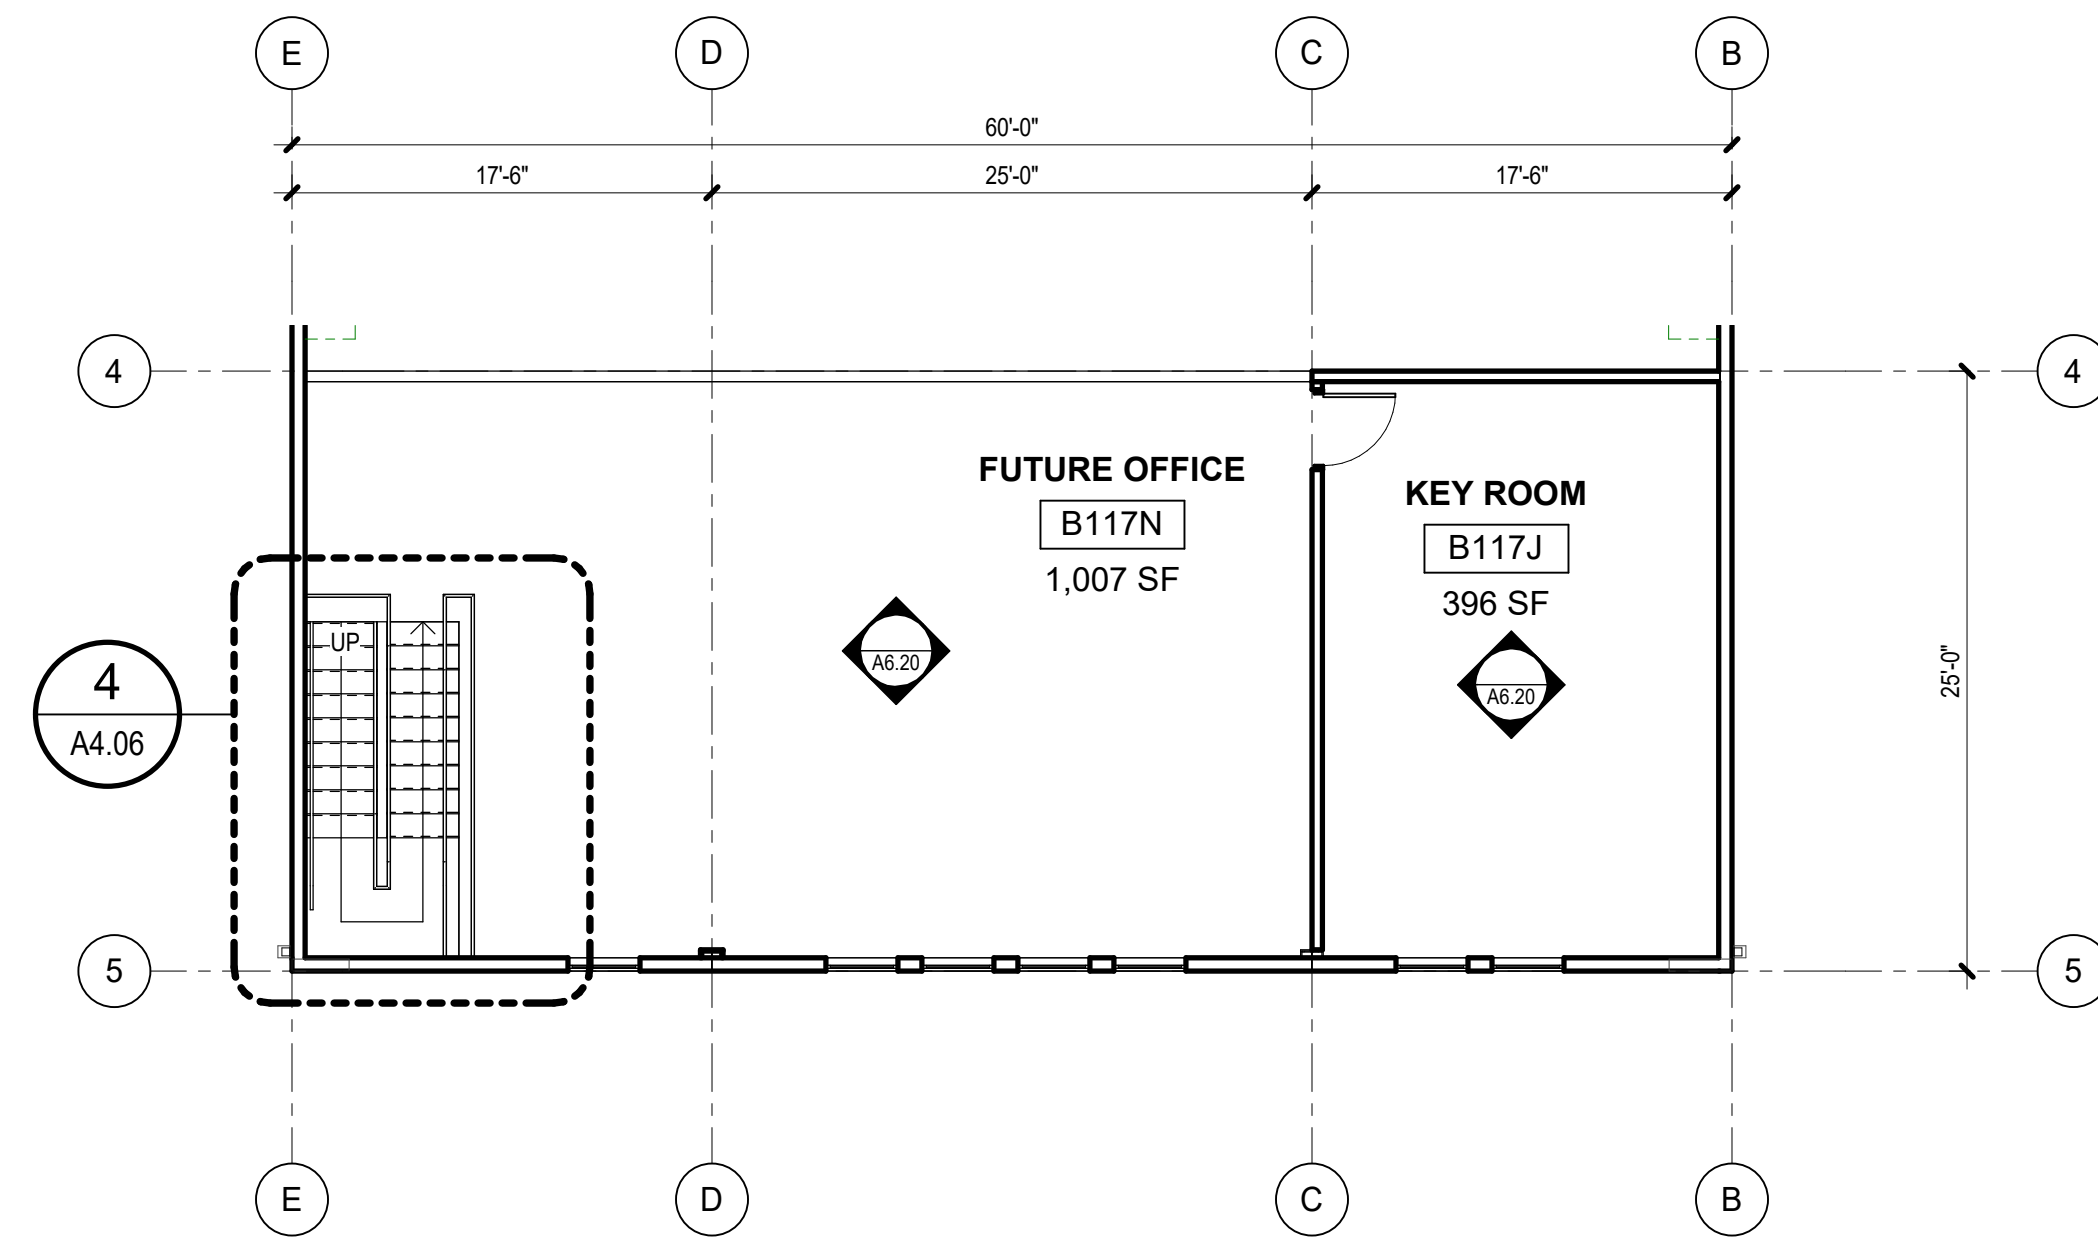 E D C B
60'-0"
17'-6" 25'-0" 17'-6"
4 4
FUTURE OFFICE
B117N
1,007 SF
KEY ROOM
B117J
396 SF
UP
A6.20
A6.20
25'-0"
4
A4.06
5 5
E D C B